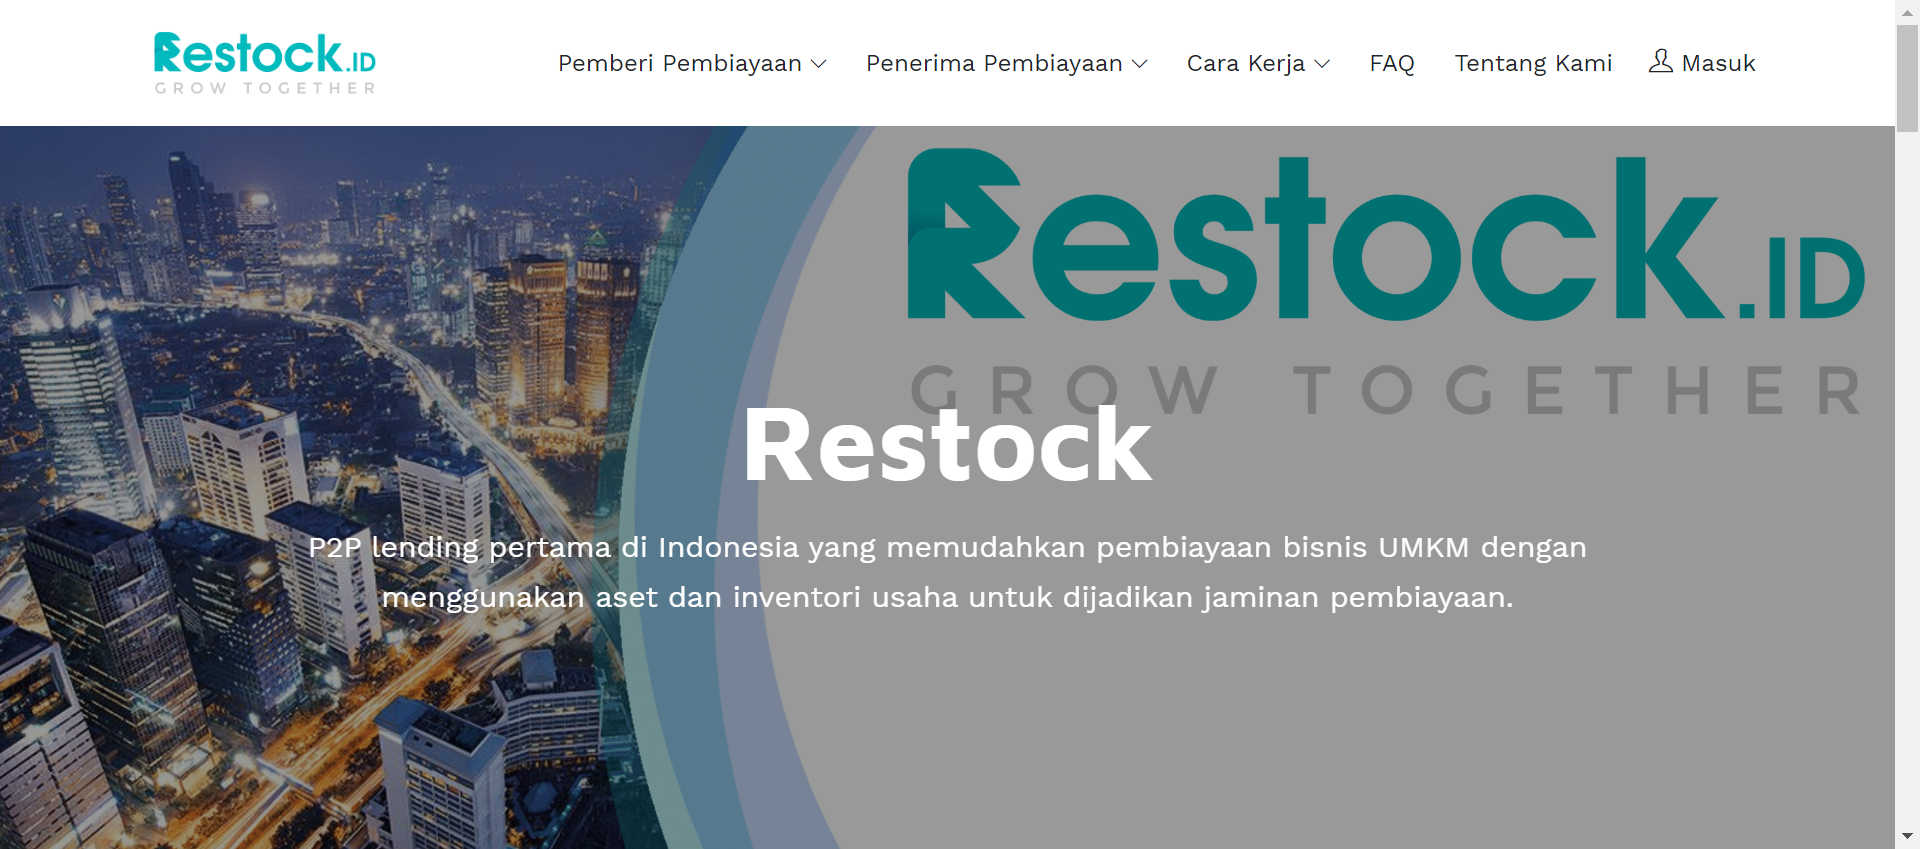 Restock.ID
GROW TOGETHER
Pemberi Pembiayaan
Penerima Pembiayaan
Cara Kerja
FAQ
Tentang Kami
Masuk
Restock.ID
GROW TOGETHER
Restock
P2P lending pertama di Indonesia yang memudahkan pembiayaan bisnis UMKM dengan
menggunakan aset dan inventori usaha untuk dijadikan jaminan pembiayaan.